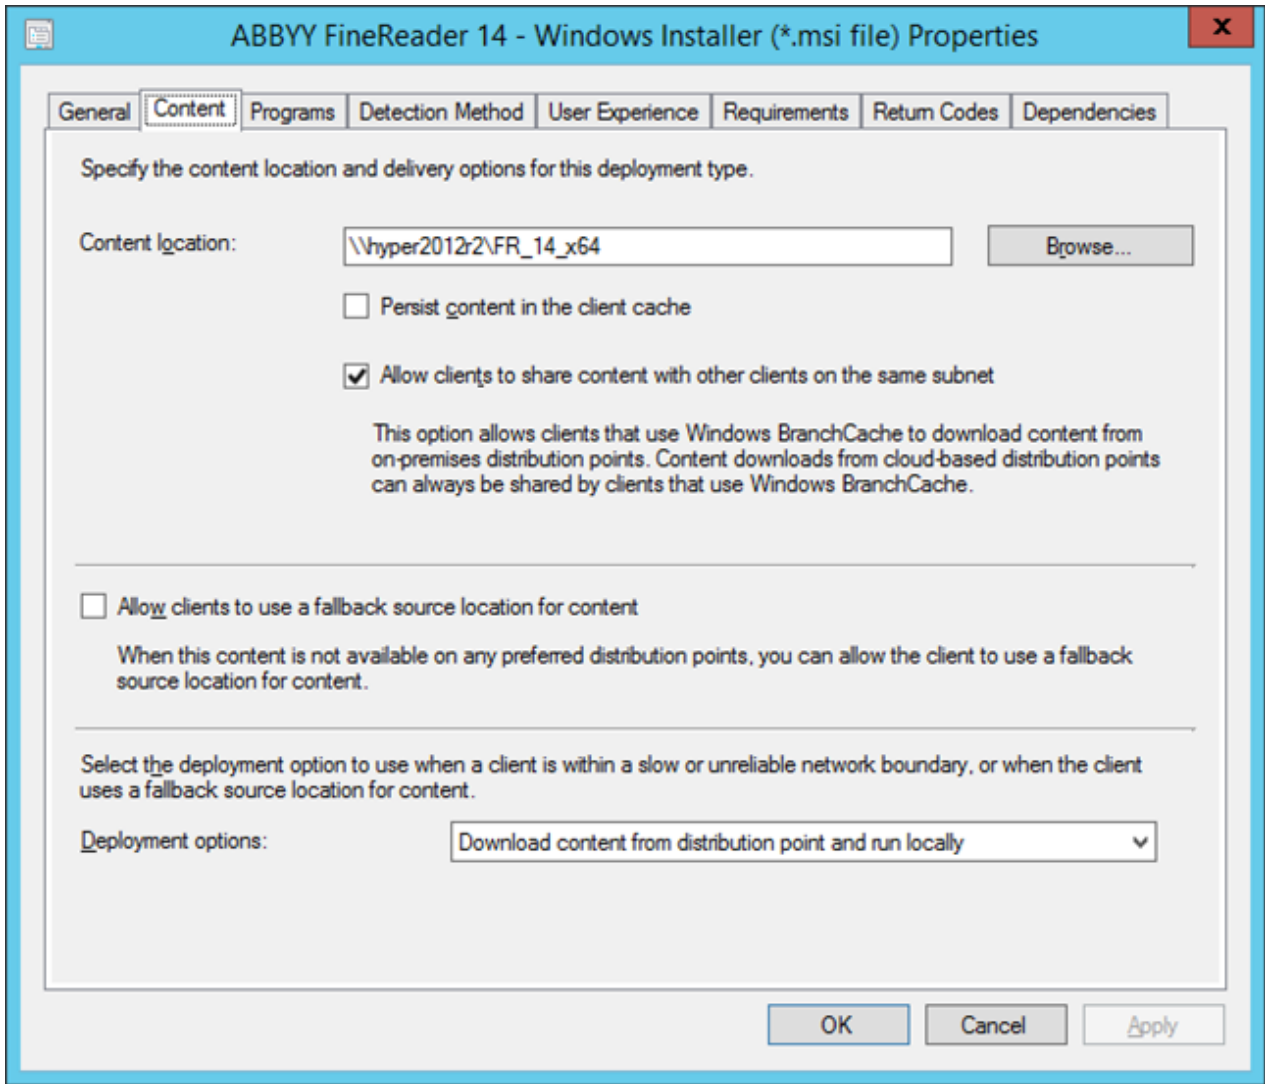 ABBYY FineReader 14 - Windows Installer (*.msi file) Properties
x
General Content Programs Detection Method User Experience Requirements Return Codes Dependencies
Specify the content location and delivery options for this deployment type.
Content location: \\hyper2012r2\FR_14_x64 Browse...
Persist content in the client cache
Allow clients to share content with other clients on the same subnet
This option allows clients that use Windows BranchCache to download content from
on-premises distribution points. Content downloads from cloud-based distribution points
can always be shared by clients that use Windows BranchCache.
Allow clients to use a fallback source location for content
When this content is not available on any preferred distribution points, you can allow the client to use a fallback
source location for content.
Select the deployment option to use when a client is within a slow or unreliable network boundary, or when the client
uses a fallback source location for content.
Deployment options: Download content from distribution point and run locally
OK Cancel Apply